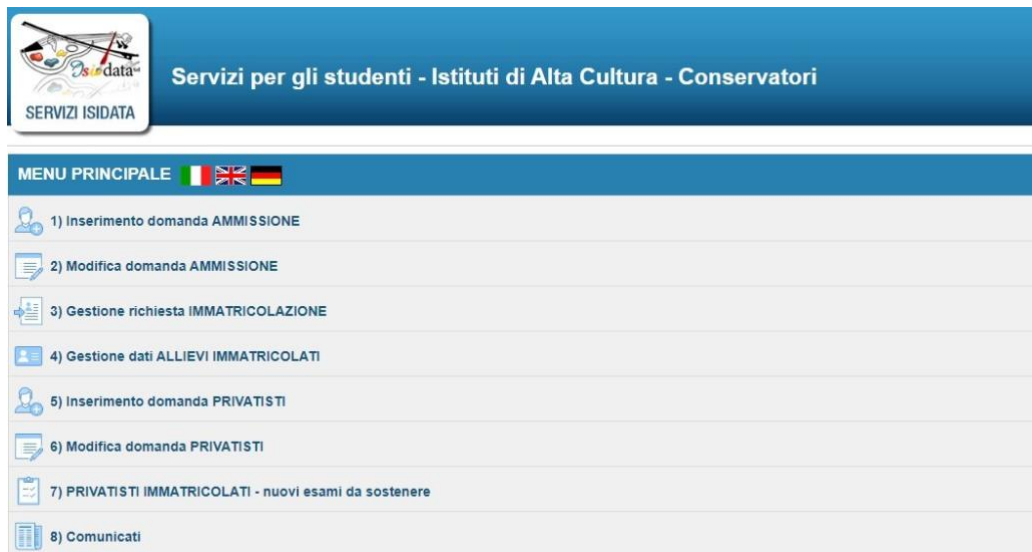 Isidata
SERVIZI ISIDATA
Servizi per gli studenti - Istituti di Alta Cultura - Conservatori
MENU PRINCIPALE
1) Inserimento domanda AMMISSIONE
2) Modifica domanda AMMISSIONE
3) Gestione richiesta IMMATRICOLAZIONE
4) Gestione dati ALLIEVI IMMATRICOLATI
5) Inserimento domanda PRIVATISTI
6) Modifica domanda PRIVATISTI
7) PRIVATISTI IMMATRICOLATI - nuovi esami da sostenere
8) Comunicati